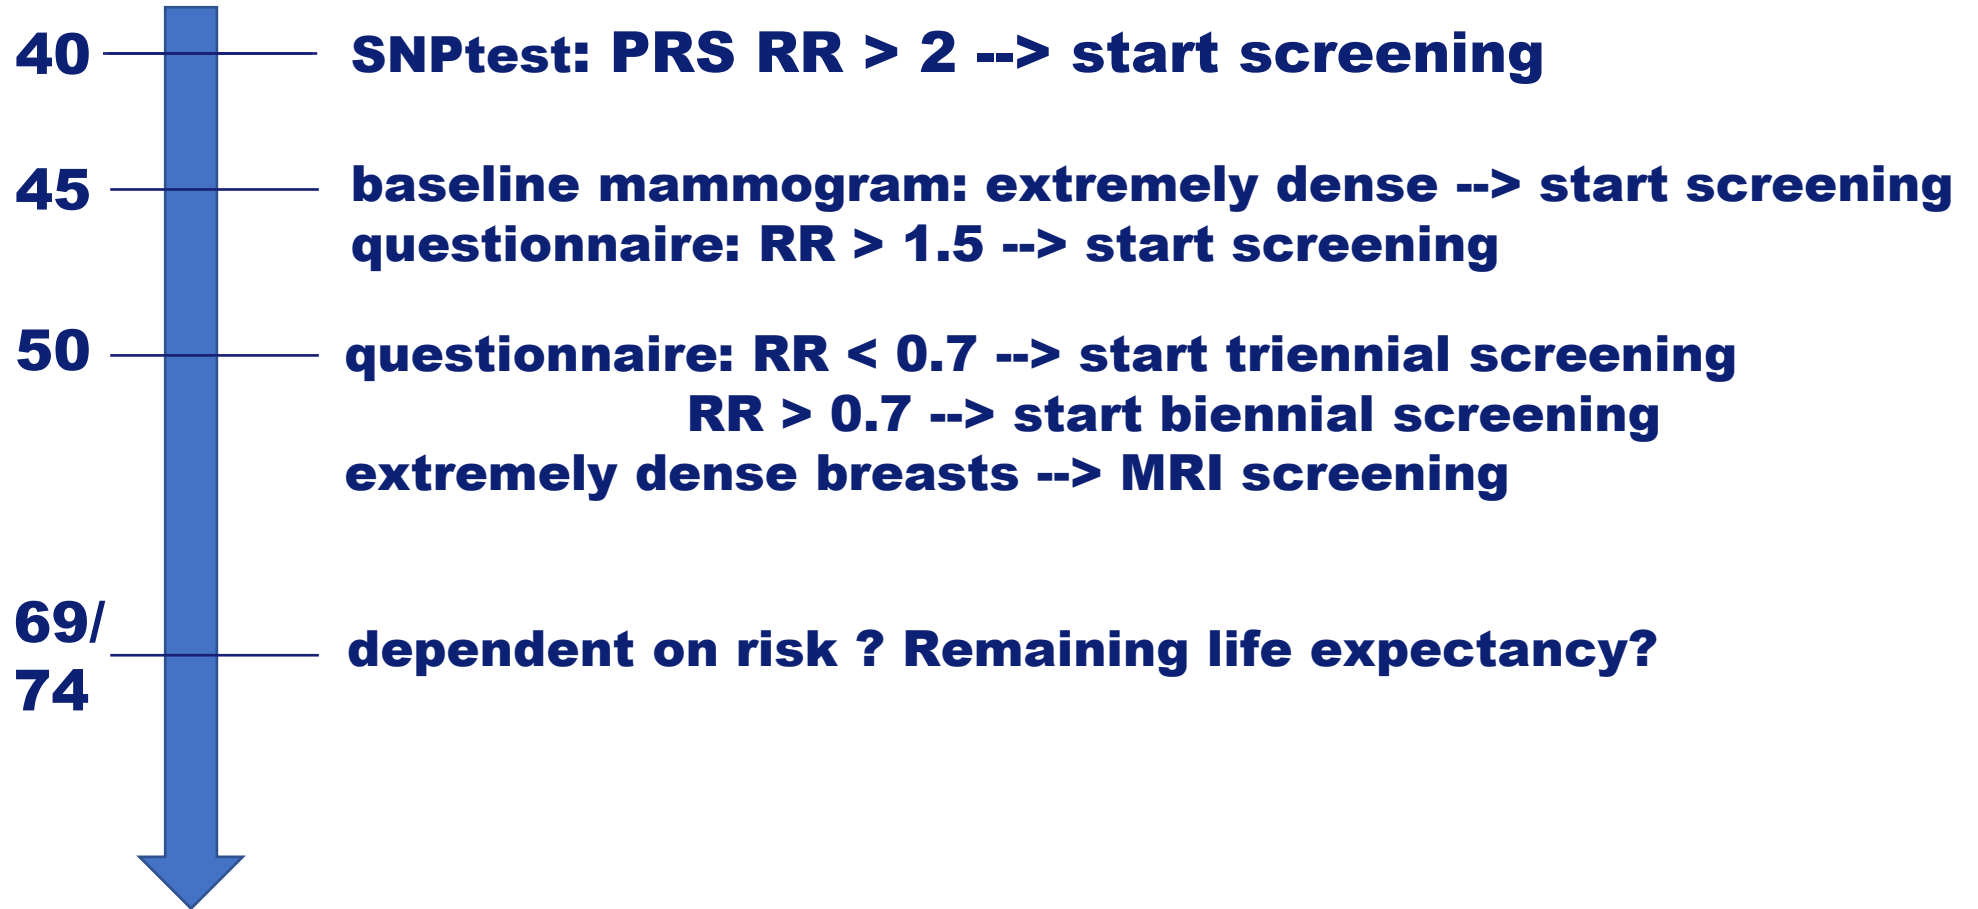 40 SNPtest: PRS RR > 2 --> start screening
45 baseline mammogram: extremely dense --> start screening
questionnaire: RR > 1.5 --> start screening
50 questionnaire: RR < 0.7 --> start triennial screening
RR > 0.7 --> start biennial screening
extremely dense breasts --> MRI screening
69/
dependent on risk ? Remaining life expectancy?
74